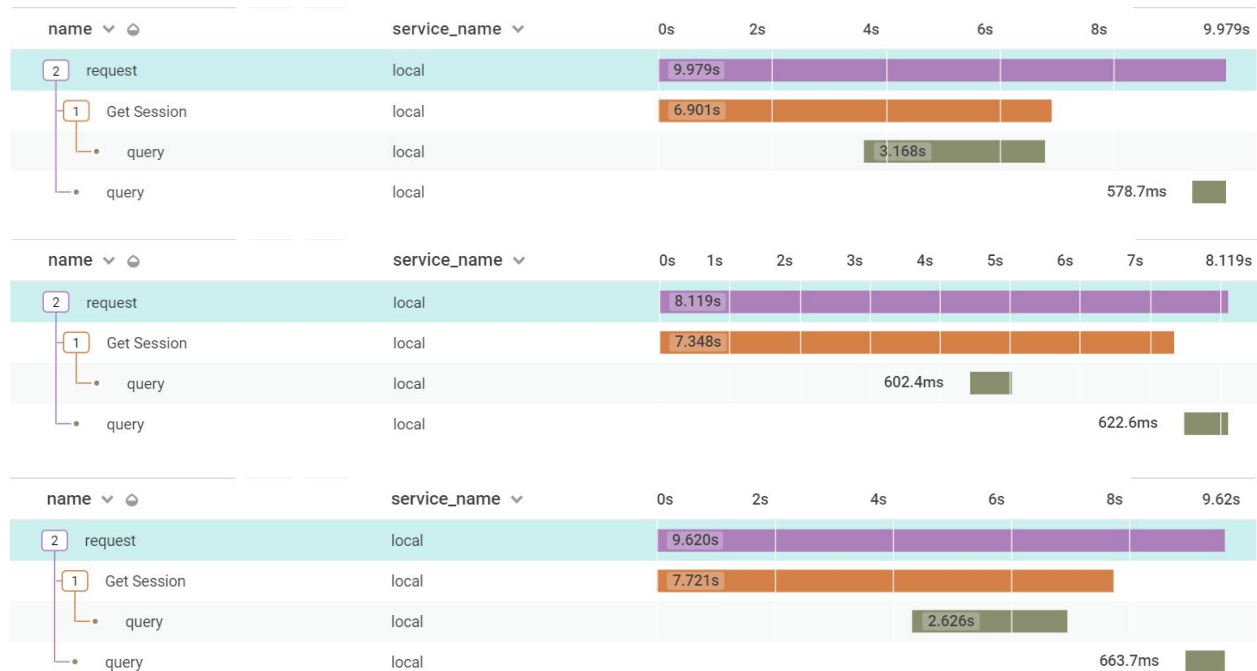 name service_name 0s 2s 4s 6s 8s 9.979s
2 request local 9.979s
1 Get Session local 6.901s
query local 3.168s
query local 578.7ms
name service_name 0s 1s 2s 3s 4s 5s 6s 7s 8.119s
2 request local 8.119s
1 Get Session local 7.348s
query local 602.4ms
query local 622.6ms
name service_name 0s 2s 4s 6s 8s 9.62s
2 request local 9.620s
1 Get Session local 7.721s
query local 2.626s
query local 663.7ms